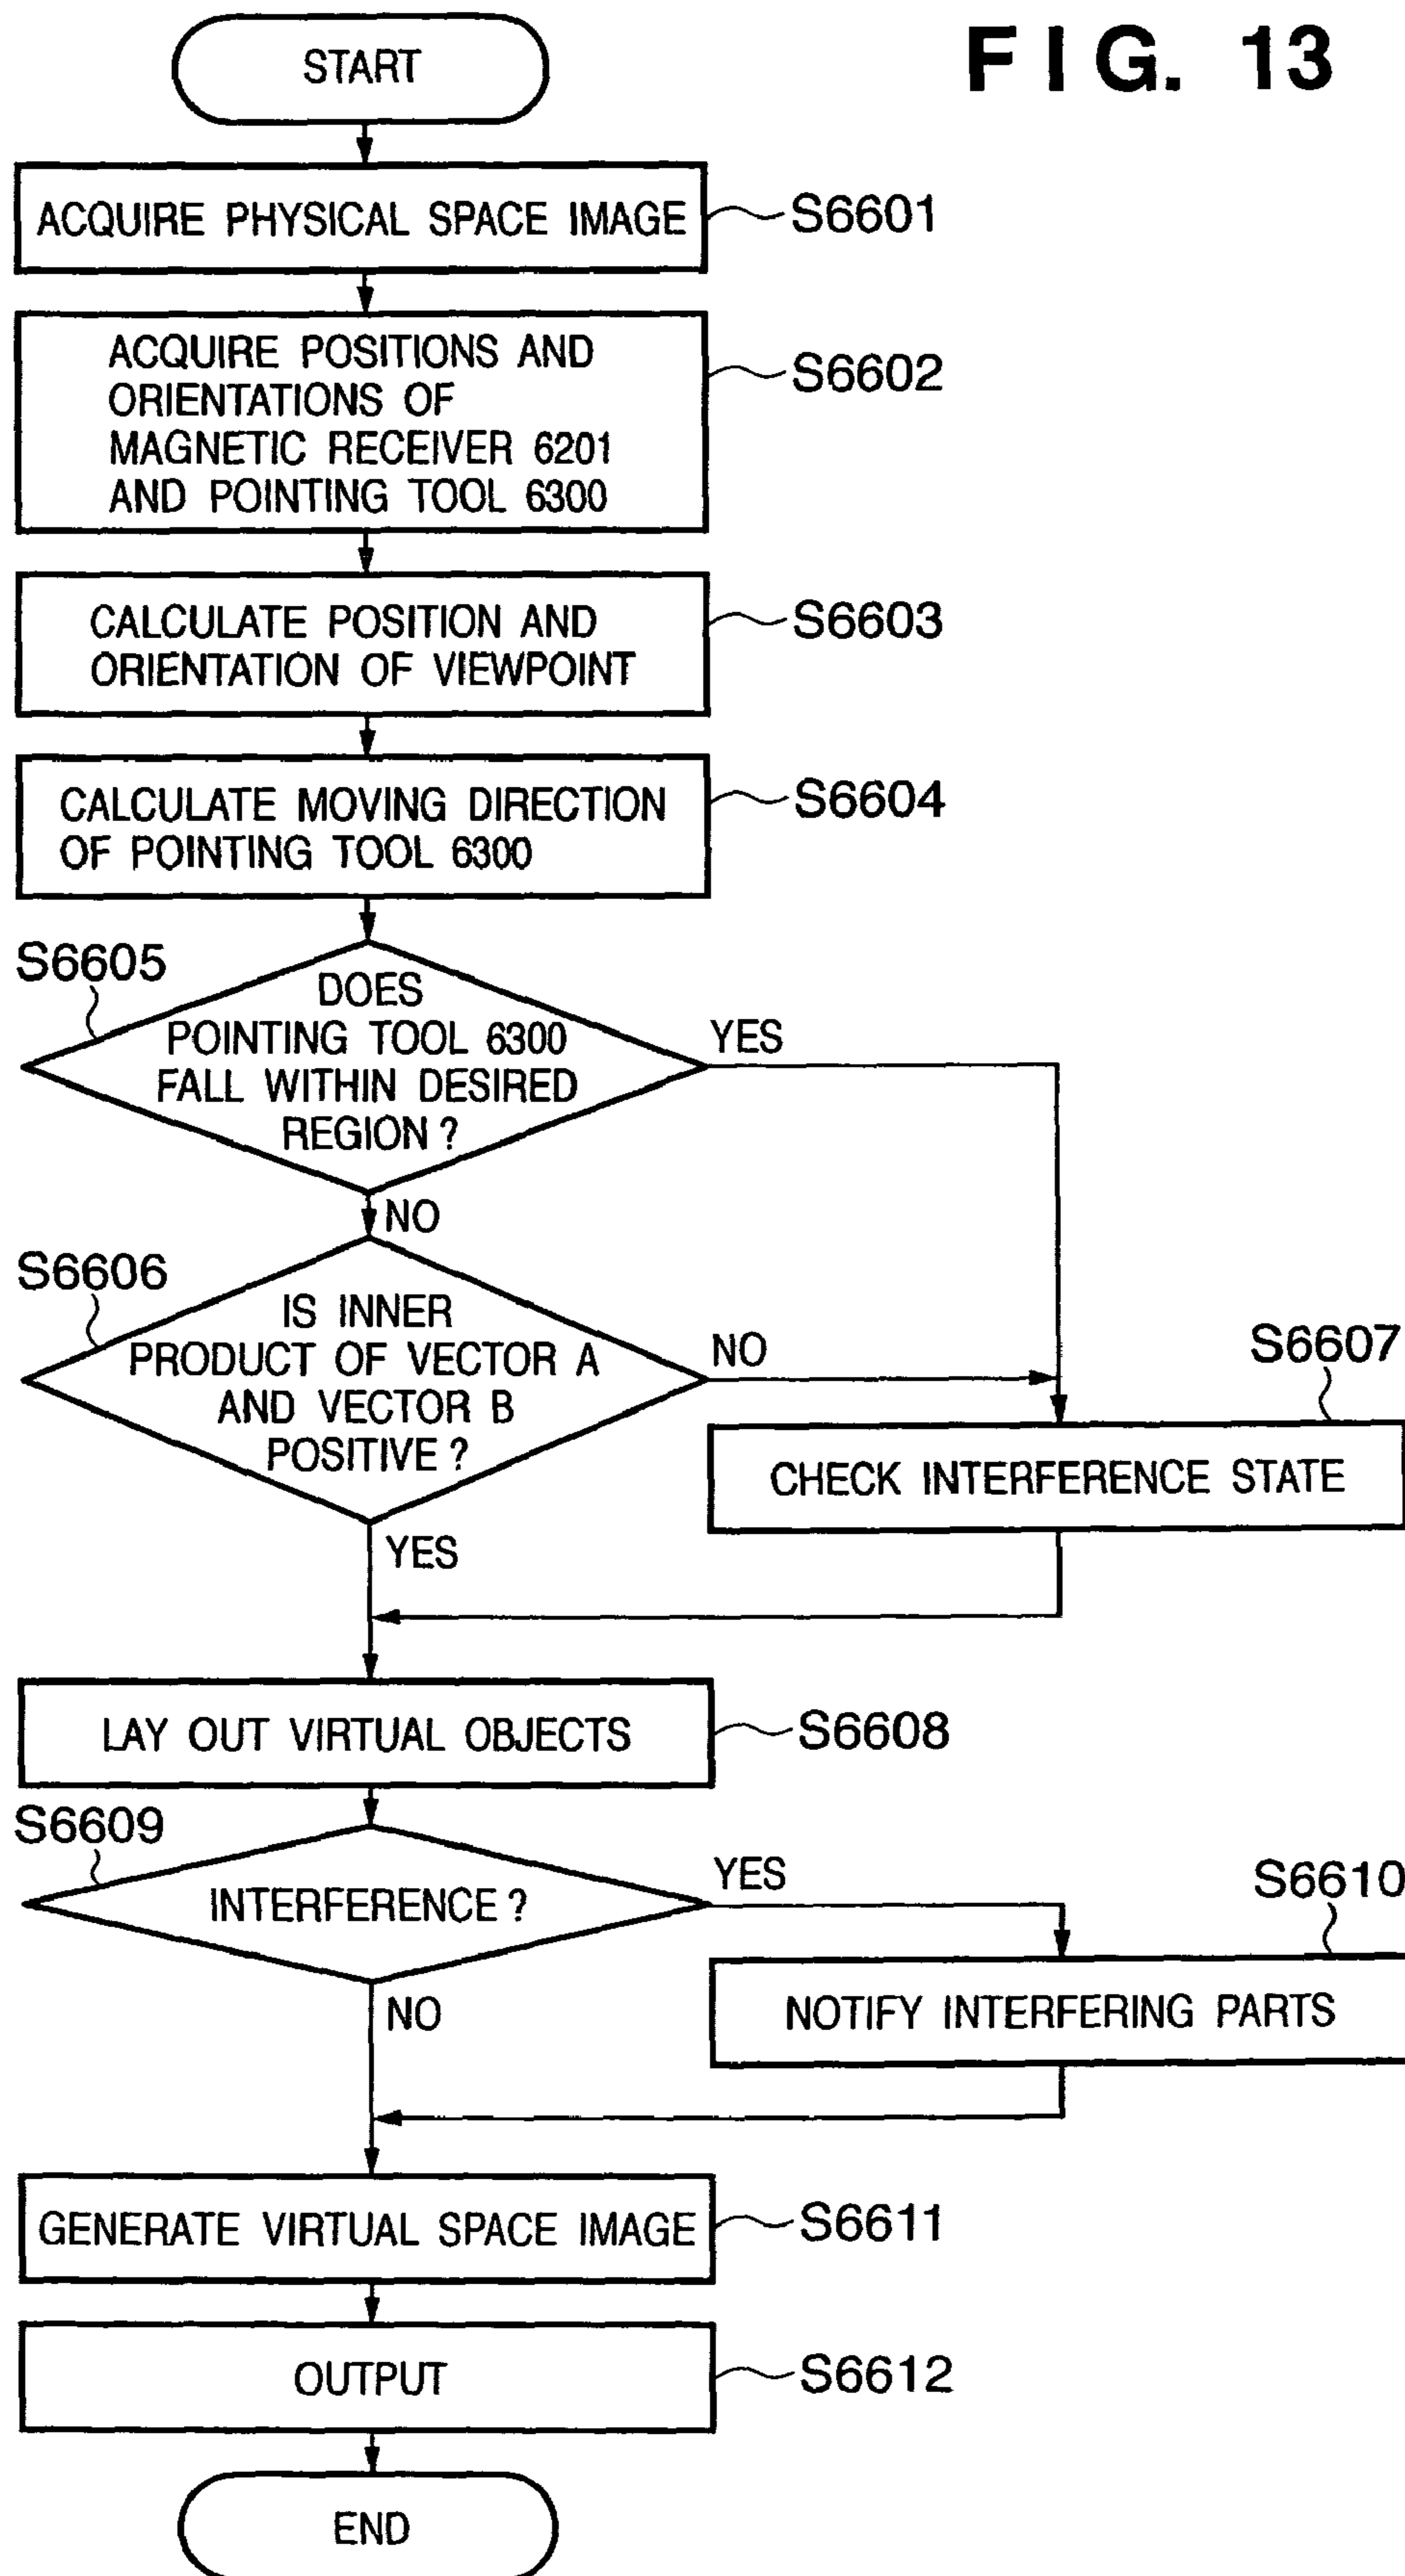 FIG. 13
START
ACQUIRE PHYSICAL SPACE IMAGE
S6601
ACQUIRE POSITIONS AND
ORIENTATIONS OF
MAGNETIC RECEIVER 6201
AND POINTING TOOL 6300
S6602
CALCULATE POSITION AND
ORIENTATION OF VIEWPOINT
S6603
CALCULATE MOVING DIRECTION
OF POINTING TOOL 6300
S6604
S6605
DOES
POINTING TOOL 6300
FALL WITHIN DESIRED
REGION ?
YES
NO
S6606
IS INNER
PRODUCT OF VECTOR A
AND VECTOR B
POSITIVE ?
NO
YES
S6607
CHECK INTERFERENCE STATE
LAY OUT VIRTUAL OBJECTS
S6608
S6609
INTERFERENCE ?
YES
NO
S6610
NOTIFY INTERFERING PARTS
GENERATE VIRTUAL SPACE IMAGE
S6611
OUTPUT
S6612
END